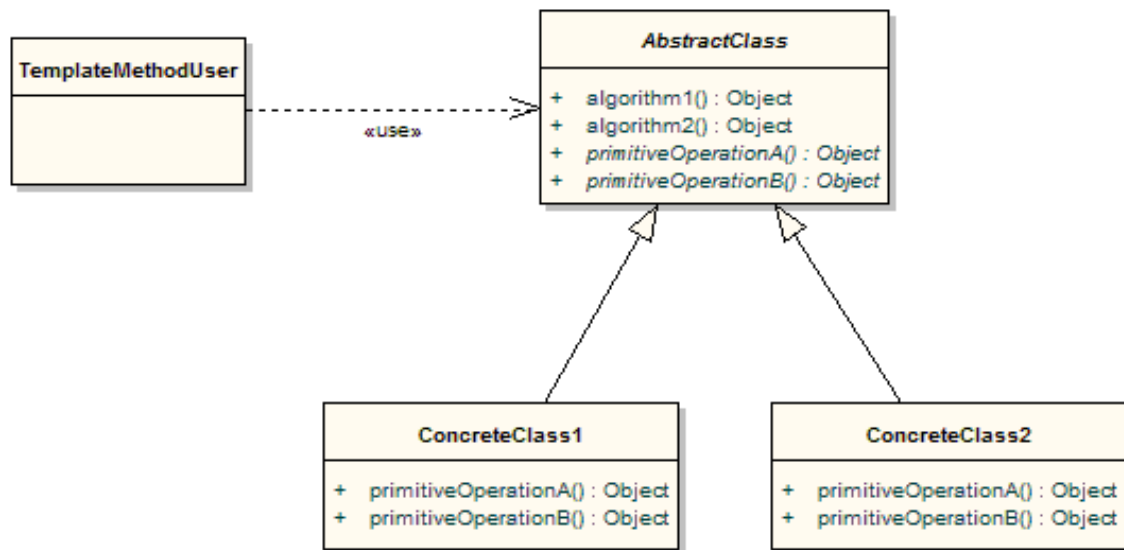 TemplateMethodUser
«use»
AbstractClass
+ algorithm1() : Object
+ algorithm2() : Object
+ primitiveOperationA() : Object
+ primitiveOperationB() : Object
ConcreteClass1
+ primitiveOperationA() : Object
+ primitiveOperationB() : Object
ConcreteClass2
+ primitiveOperationA() : Object
+ primitiveOperationB() : Object